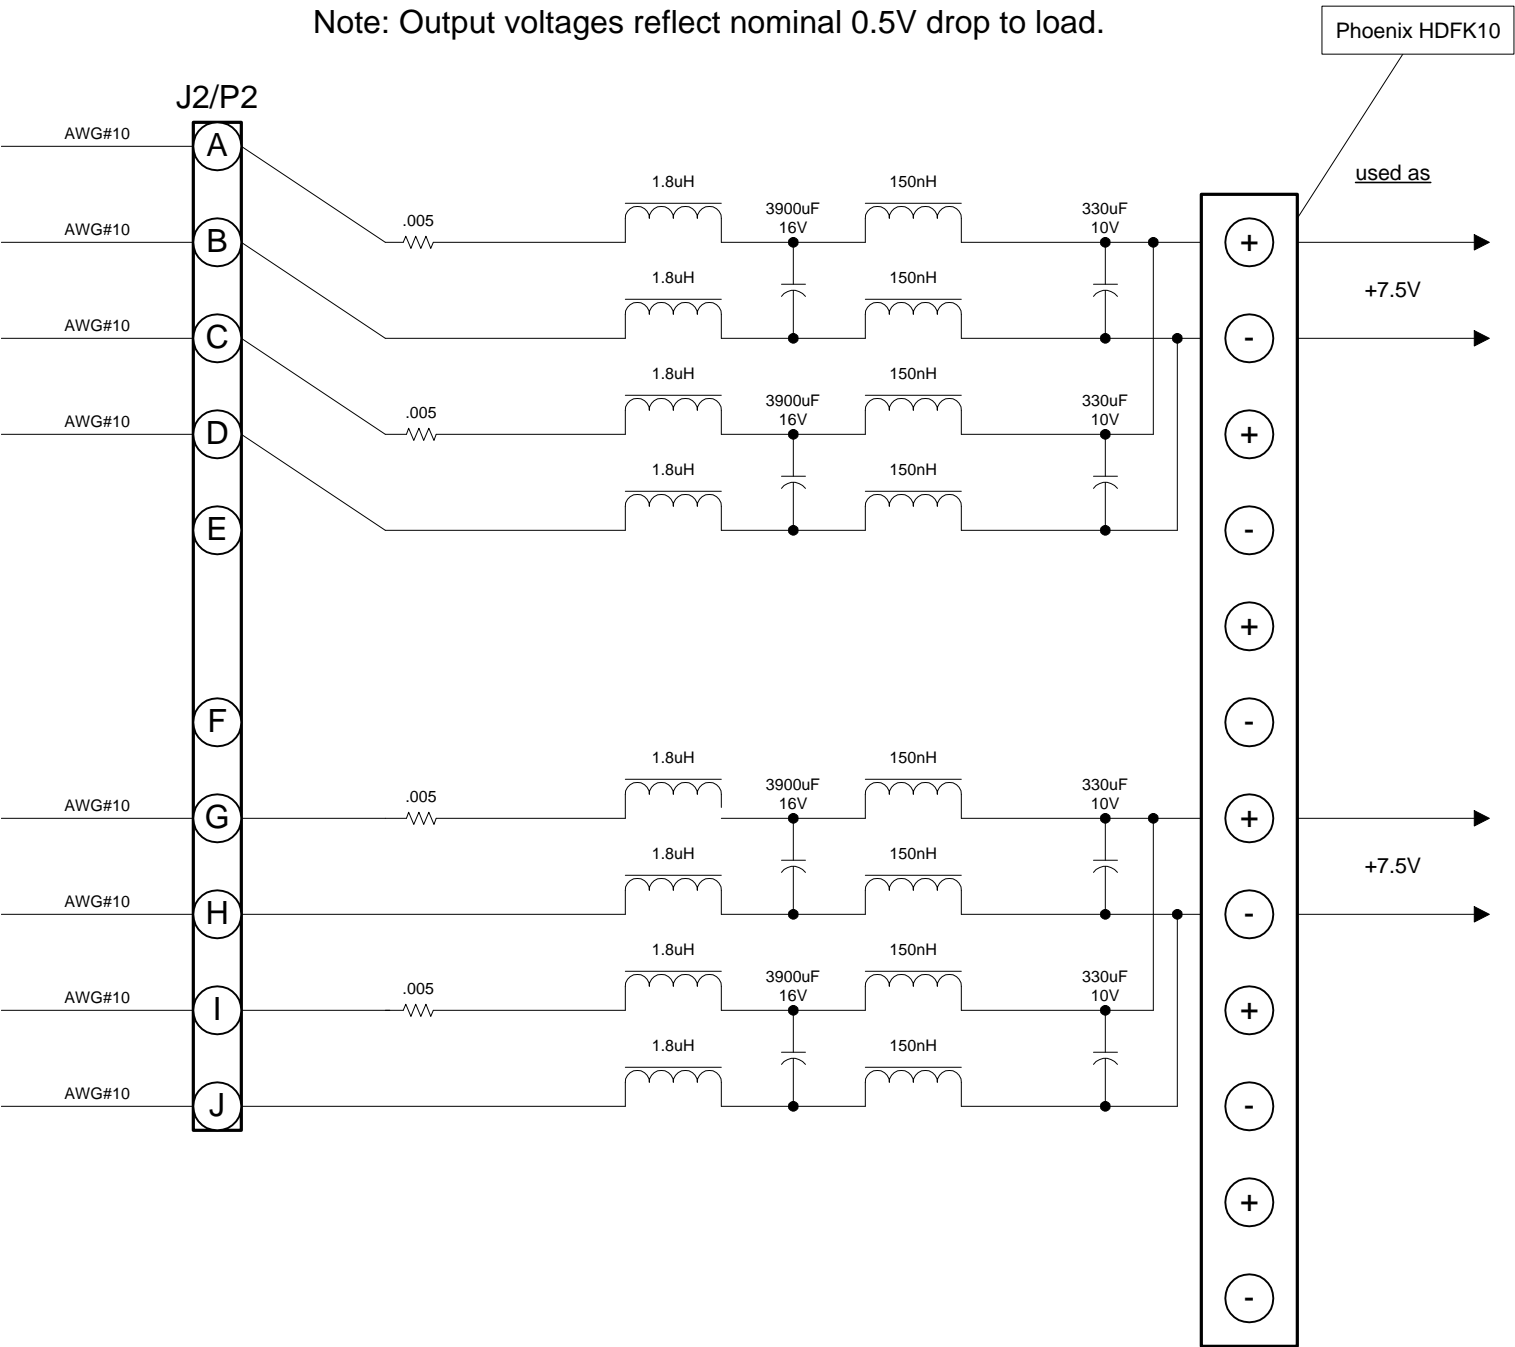 Note: Output voltages reflect nominal 0.5V drop to load.
Phoenix HDFK10
J2/P2
AWG#10
A
used as
1.8uH
150nH
3900uF
16V
330uF
10V
AWG#10
B
.005
+
1.8uH
150nH
+7.5V
AWG#10
C
-
1.8uH
150nH
3900uF
16V
330uF
10V
AWG#10
D
.005
+
1.8uH
150nH
E
-
+
F
-
1.8uH
150nH
3900uF
16V
330uF
10V
AWG#10
G
.005
+
1.8uH
150nH
+7.5V
AWG#10
H
-
1.8uH
150nH
3900uF
16V
330uF
10V
AWG#10
I
.005
+
1.8uH
150nH
AWG#10
J
-
+
-